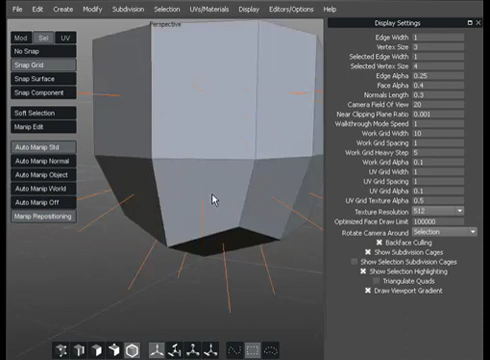 File Edit Create Modify Subdivision Selection UVs/Materials Display Editors/Options Help
Perspective
Display Settings
Mod Sel UV
No Snap
Snap Grid
Snap Surface
Snap Component
Soft Selection
Manip Edit
Auto Manip Std
Auto Manip Normal
Auto Manip Object
Auto Manip World
Auto Manip Off
Manip Repositioning
Edge Width 1
Vertex Size 3
Selected Edge Width 1
Selected Vertex Size 4
Edge Alpha 0.25
Face Alpha 0.4
Normals Length 0.3
Camera Field Of View 20
Near Clipping Plane Ratio 0.001
Walkthrough Mode Speed 1
Work Grid Width 10
Work Grid Spacing 1
Work Grid Heavy Step 5
Work Grid Alpha 0.1
UV Grid Spacing 1
UV Grid Alpha 0.1
UV Grid Texture Alpha 0.5
Texture Resolution 512
Optimized Face Draw Limit 100000
Rotate Camera Around Selection
Backface Culling
Show Subdivision Cages
Show Selection Subdivision Cages
Show Selection Highlighting
Triangulate Quads
Draw Viewport Gradient